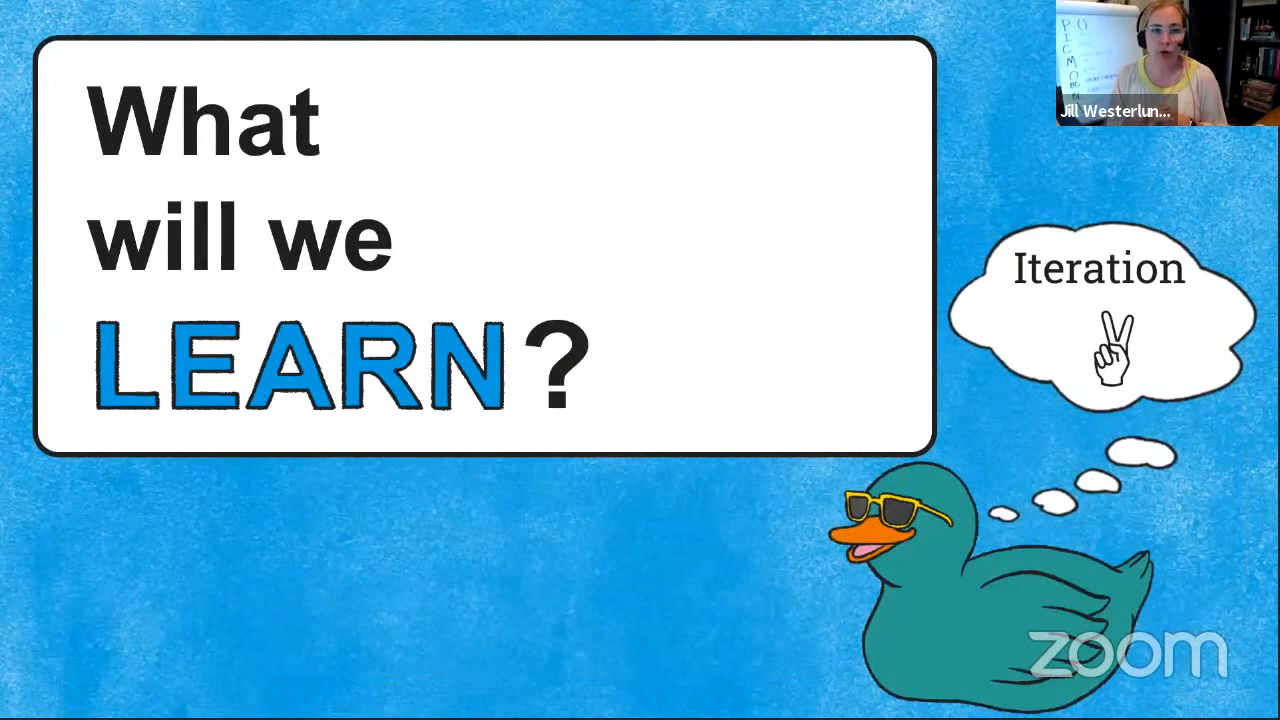 What
will we
LEARN?
Iteration
Jill Westerlun...
P ()
I
C
M
O
zoom